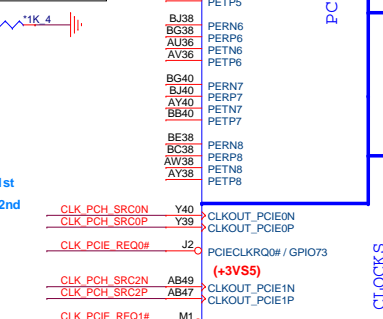 PETP5
*1K_4
BJ38 PERN6
BG38 PERP6
AU36 PETN6
AV36 PETP6
PC
BG40 PERN7
BJ40 PERP7
AY40 PETN7
BB40 PETP7
BE38 PERN8
BC38 PERP8
AW38 PETN8
AY38 PETP8
1st
2nd
CLK_PCH_SRC0N Y40 CLKOUT_PCIE0N
CLK_PCH_SRC0P Y39 CLKOUT_PCIE0P
CLK_PCIE_REQ0# J2 PCIECLKRQ0# / GPIO73
(+3VS5)
CLK_PCH_SRC2N AB49 CLKOUT_PCIE1N
CLK_PCH_SRC2P AB47 CLKOUT_PCIE1P
CLOCKS
CLK_PCIE_REQ1# M1